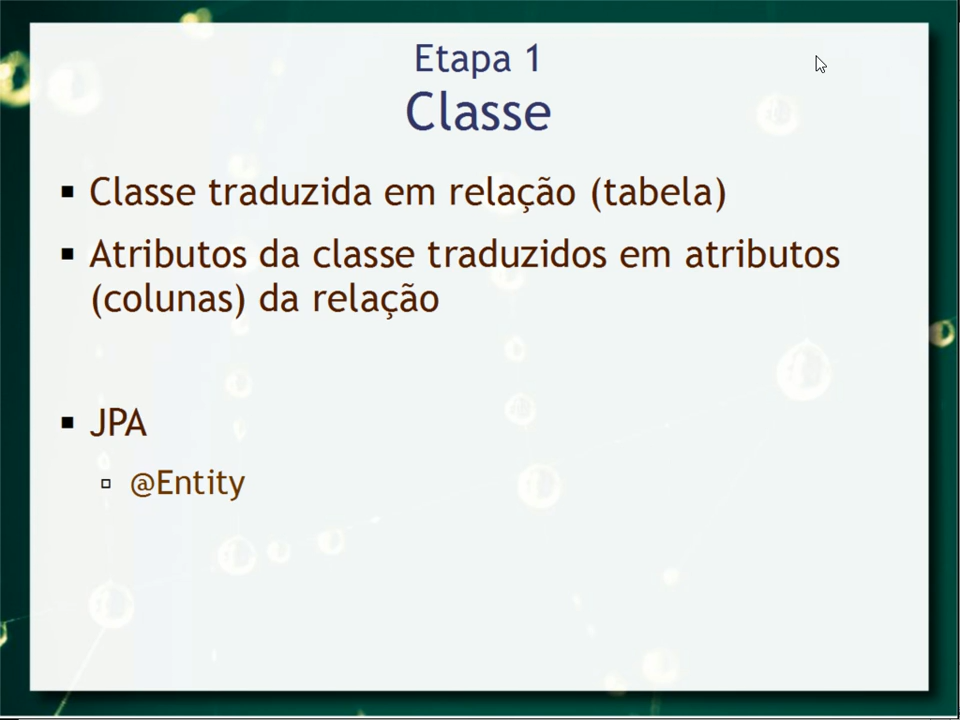 Etapa 1
Classe
Classe traduzida em relação (tabela)
Atributos da classe traduzidos em atributos
(colunas) da relação
JPA
@Entity